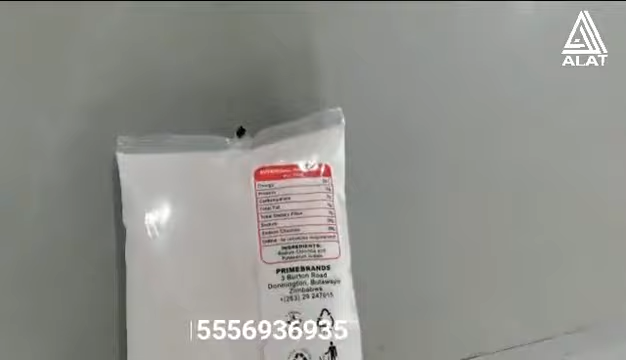 ALAT
Energy
Protein
Carbohydrate
Total Fat
Total Dietary Fibre
Sodium
Sodium Chloride
INGREDIENTS:
Sodium Chloride and
Potassium Iodate
PRIMEBRANDS
3 Burton Road
Donnington, Bulawayo
Zimbabwe
+(263) 29 247015
5556936935